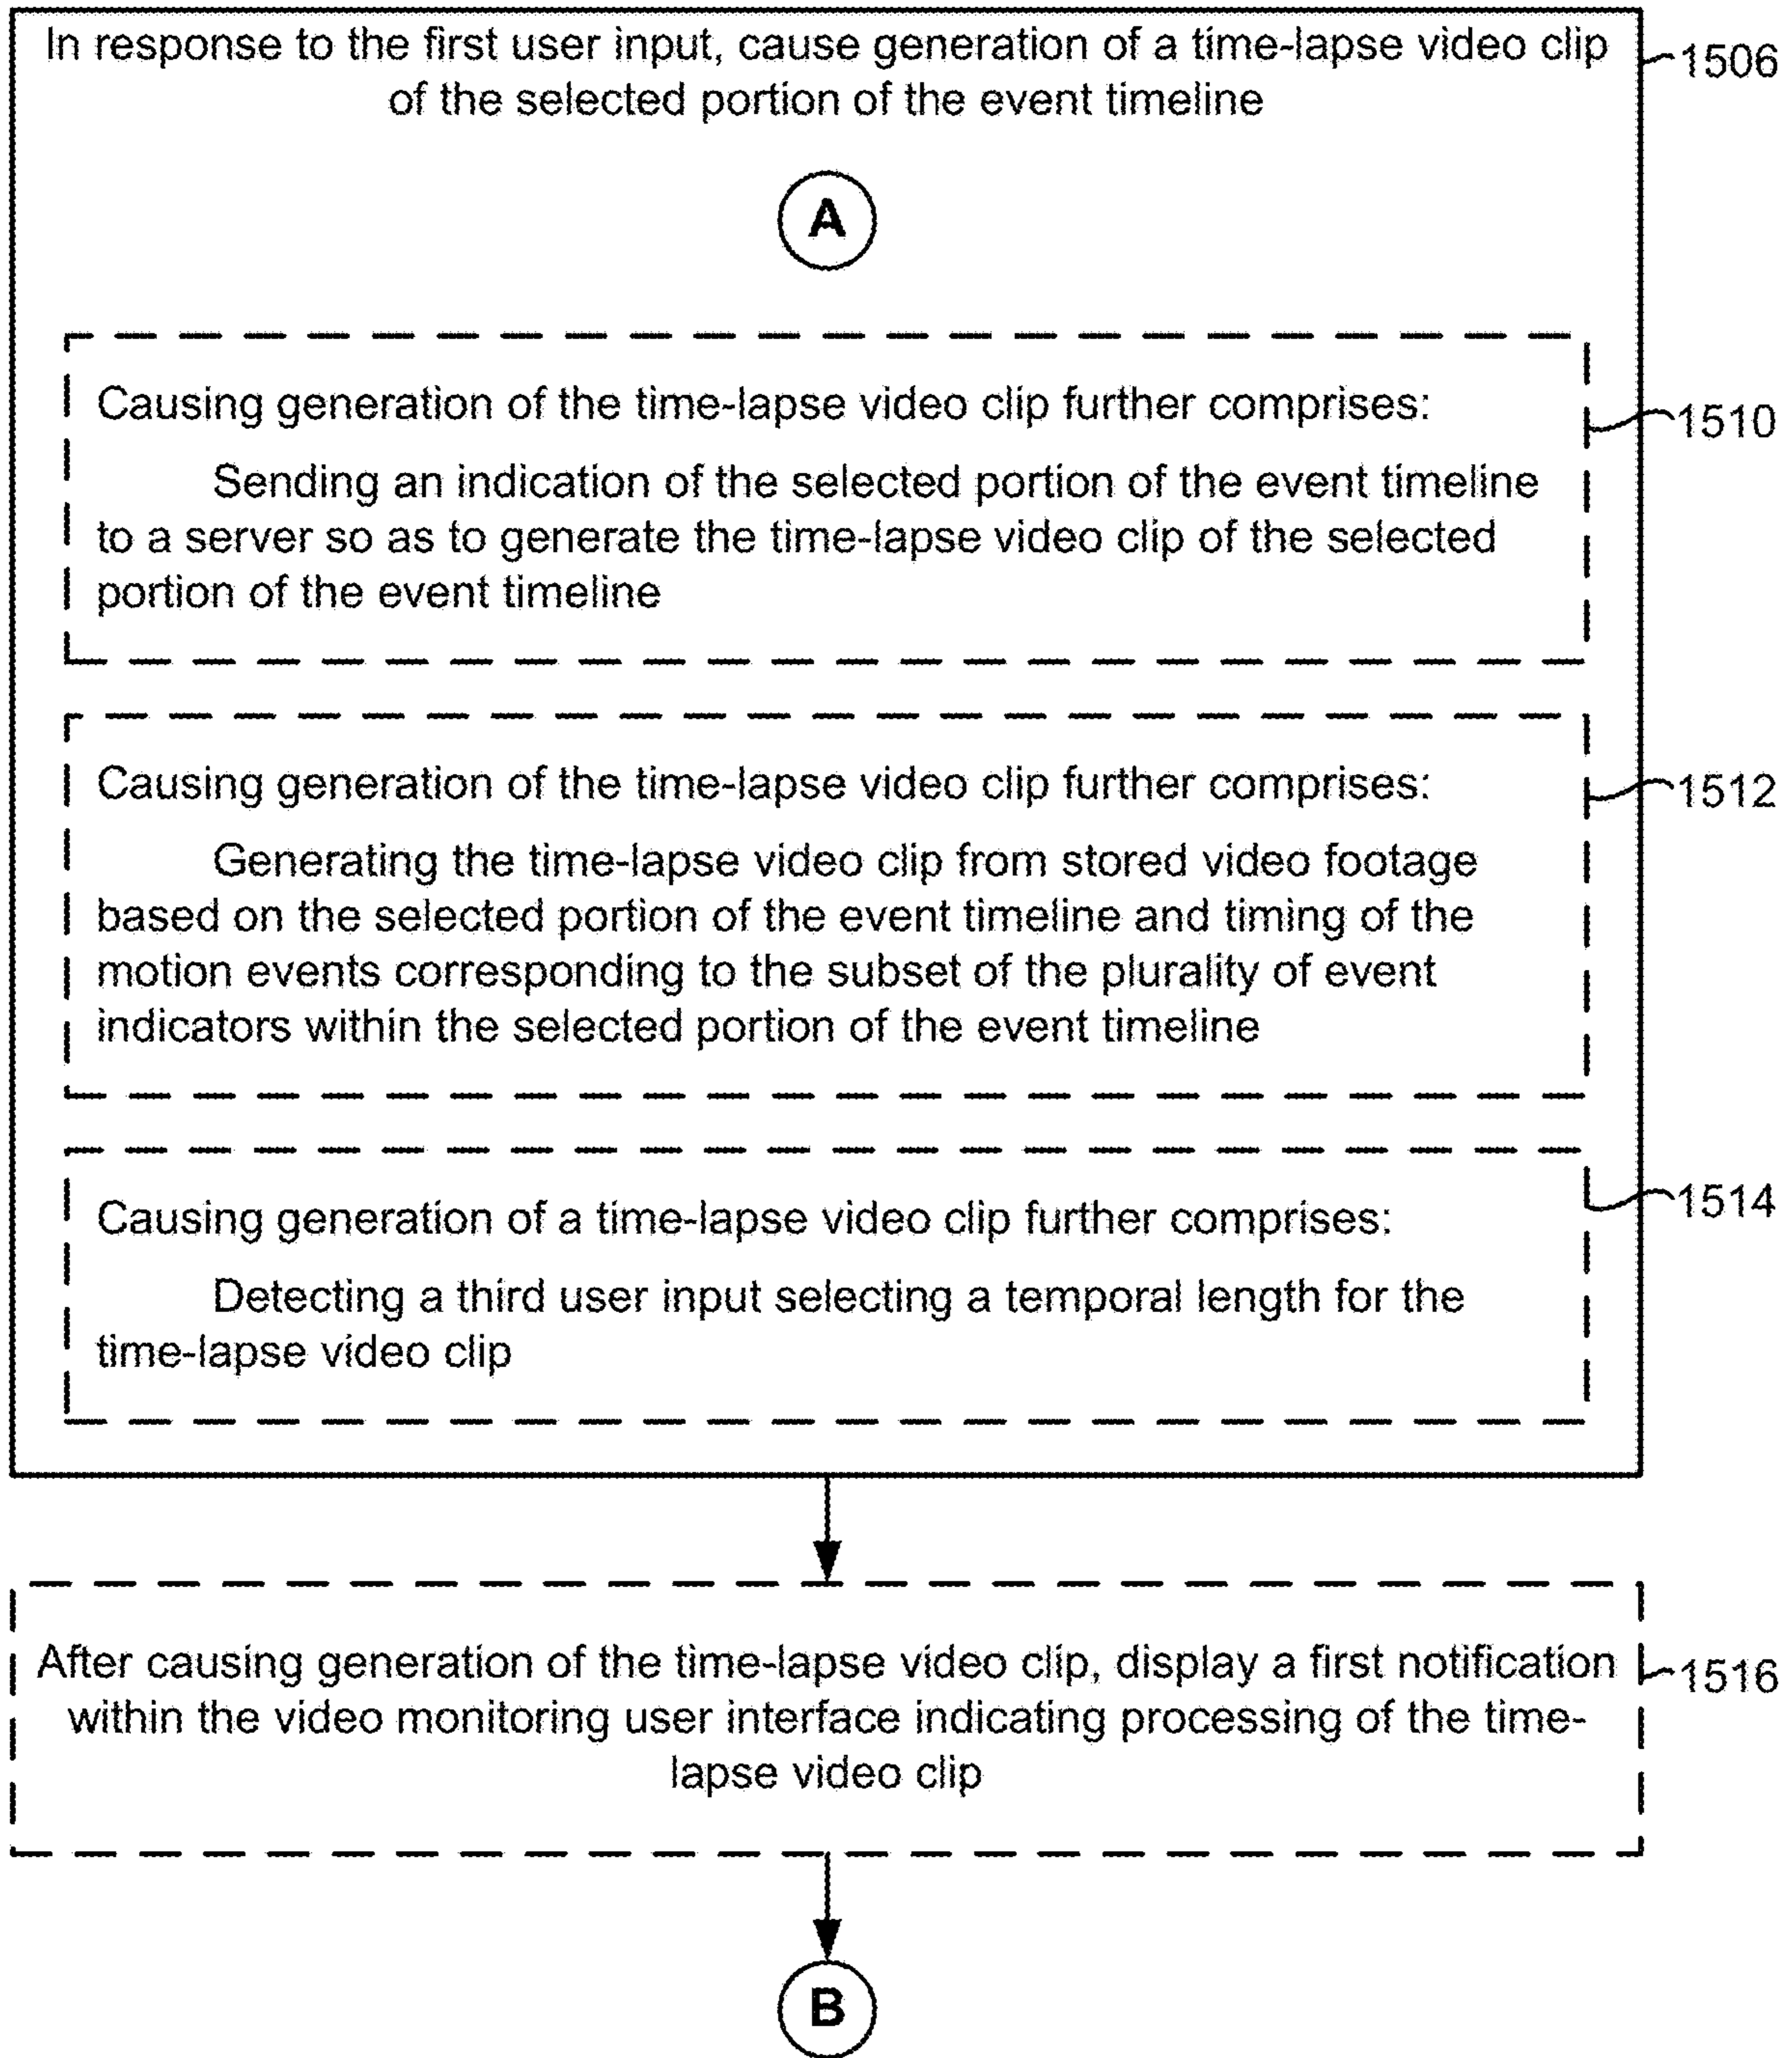 In response to the first user input, cause generation of a time-lapse video clip
of the selected portion of the event timeline
1506
A
Causing generation of the time-lapse video clip further comprises:
1510
Sending an indication of the selected portion of the event timeline
to a server so as to generate the time-lapse video clip of the selected
portion of the event timeline
Causing generation of the time-lapse video clip further comprises:
1512
Generating the time-lapse video clip from stored video footage
based on the selected portion of the event timeline and timing of the
motion events corresponding to the subset of the plurality of event
indicators within the selected portion of the event timeline
Causing generation of a time-lapse video clip further comprises:
1514
Detecting a third user input selecting a temporal length for the
time-lapse video clip
After causing generation of the time-lapse video clip, display a first notification
1516
within the video monitoring user interface indicating processing of the time-
lapse video clip
B